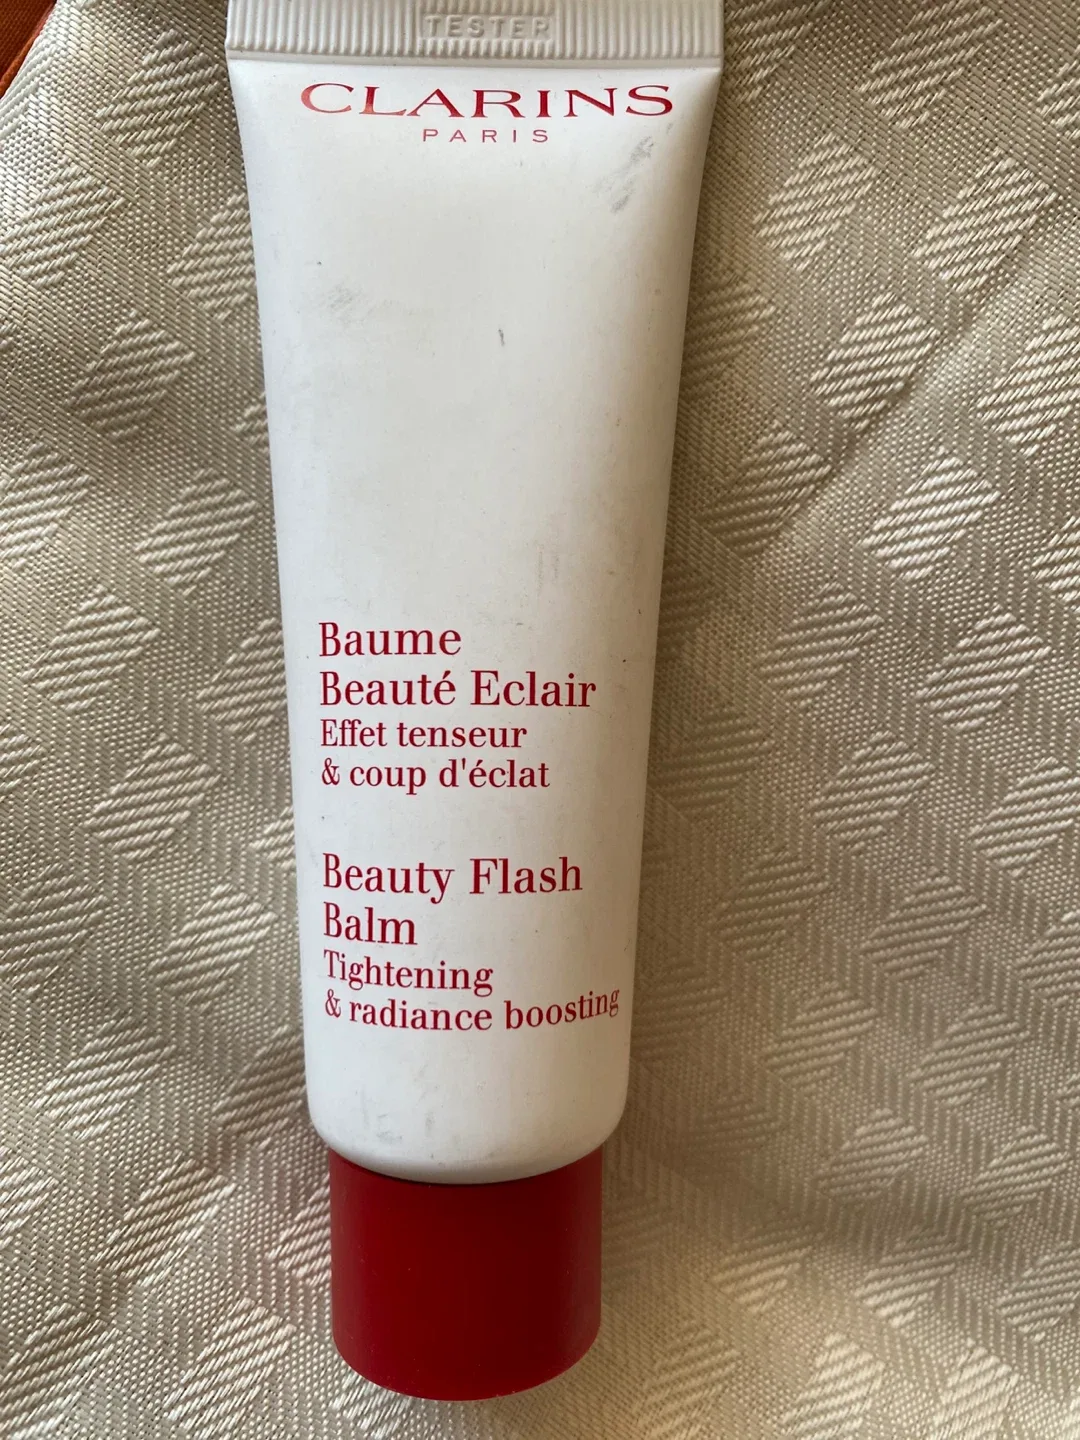 TESTER
CLARINS
PARIS
Baume
Beauté Eclair
Effet tenseur
& coup d'éclat
Beauty Flash
Balm
Tightening
& radiance boosting